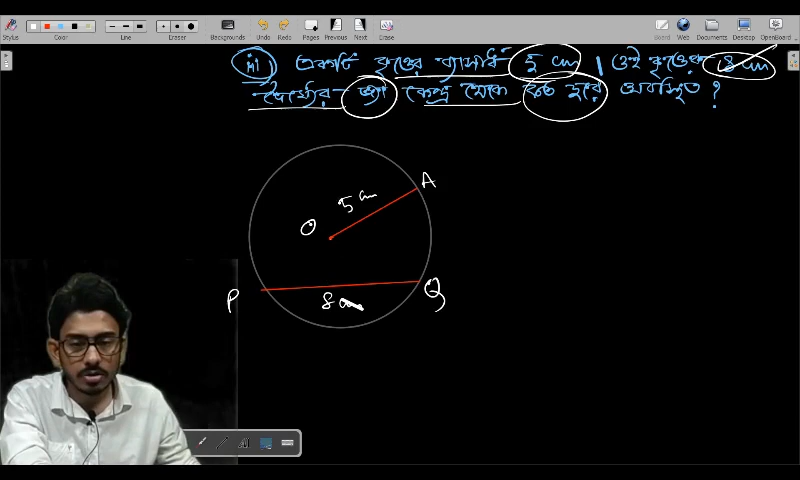 Stylus
Color
Line
Eraser
Backgrounds
Undo
Redo
Pages
Previous
Next
Erase
Board
Web
Documents
Desktop
OpenBoard
iii) একটি বৃত্তের ব্যাসার্ধ 5 cm । ওই বৃত্তের 8 cm
দৈর্ঘ্যের জ্যা কেন্দ্র থেকে কত দূরে অবস্থিত ?
A
5 cm
O
P
8 cm
Q